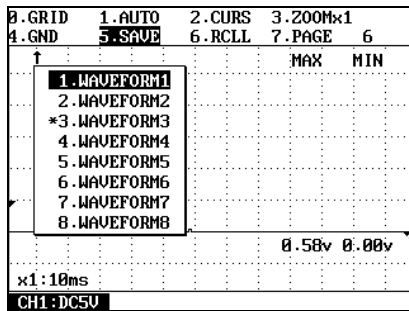 0.GRID 1.AUTO 2.CURS 3.ZOOMx1
4.GND 5.SAVE 6.RCLL 7.PAGE 6
MAX MIN
1.WAVEFORM1
2.WAVEFORM2
*3.WAVEFORM3
4.WAVEFORM4
5.WAVEFORM5
6.WAVEFORM6
7.WAVEFORM7
8.WAVEFORM8
0.58v 0.00v
x1:10ms
CH1:DC5V